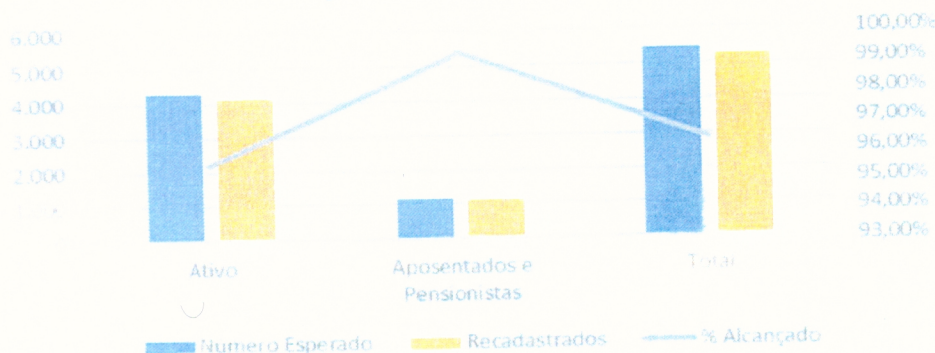 6.000
5.000
4.000
3.000
2.000
100,00%
99,00%
98,00%
97,00%
96,00%
95,00%
94,00%
93,00%
Ativo
Aposentados e
Pensionistas
Total
Numero Esperado
Recadastrados
% Alcançado